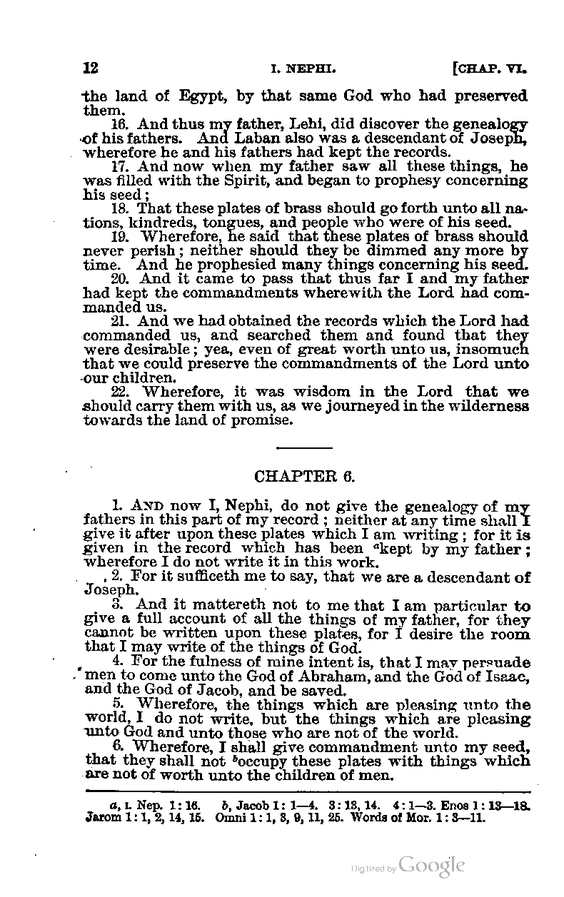 12 I. NEPHI. [CHAP. VI.
the land of Egypt, by that same God who had preserved
them.
16. And thus my father, Lehi, did discover the genealogy
of his fathers. And Laban also was a descendant of Joseph,
wherefore he and his fathers had kept the records.
17. And now when my father saw all these things, he
was filled with the Spirit, and began to prophesy concerning
his seed;
18. That these plates of brass should go forth unto all na-
tions, kindreds, tongues, and people who were of his seed.
19. Wherefore, he said that these plates of brass should
never perish; neither should they be dimmed any more by
time. And he prophesied many things concerning his seed.
20. And it came to pass that thus far I and my father
had kept the commandments wherewith the Lord had com-
manded us.
21. And we had obtained the records which the Lord had
commanded us, and searched them and found that they
were desirable; yea, even of great worth unto us, insomuch
that we could preserve the commandments of the Lord unto
our children.
22. Wherefore, it was wisdom in the Lord that we
should carry them with us, as we journeyed in the wilderness
towards the land of promise.
CHAPTER 6.
1. AND now I, Nephi, do not give the genealogy of my
fathers in this part of my record; neither at any time shall I
give it after upon these plates which I am writing; for it is
given in the record which has been ᵃkept by my father;
wherefore I do not write it in this work.
2. For it sufficeth me to say, that we are a descendant of
Joseph.
3. And it mattereth not to me that I am particular to
give a full account of all the things of my father, for they
cannot be written upon these plates, for I desire the room
that I may write of the things of God.
4. For the fulness of mine intent is, that I may persuade
men to come unto the God of Abraham, and the God of Isaac,
and the God of Jacob, and be saved.
5. Wherefore, the things which are pleasing unto the
world, I do not write, but the things which are pleasing
unto God and unto those who are not of the world.
6. Wherefore, I shall give commandment unto my seed,
that they shall not ᵇoccupy these plates with things which
are not of worth unto the children of men.
a, I. Nep. 1:16. b, Jacob 1: 1—4. 3: 13, 14. 4: 1—3. Enos 1: 13—18.
Jarom 1: 1, 2, 14, 15. Omni 1: 1, 3, 9, 11, 25. Words of Mor. 1: 3—11.
Digitized by Google